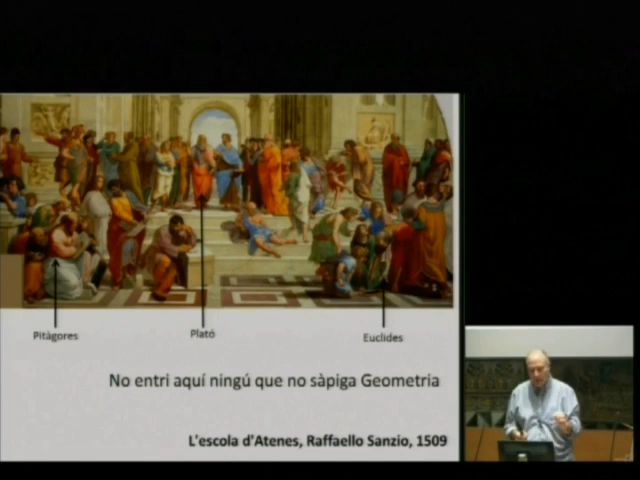 Pitàgores
Plató
Euclides
No entri aquí ningú que no sàpiga Geometria
L'escola d'Atenes, Raffaello Sanzio, 1509